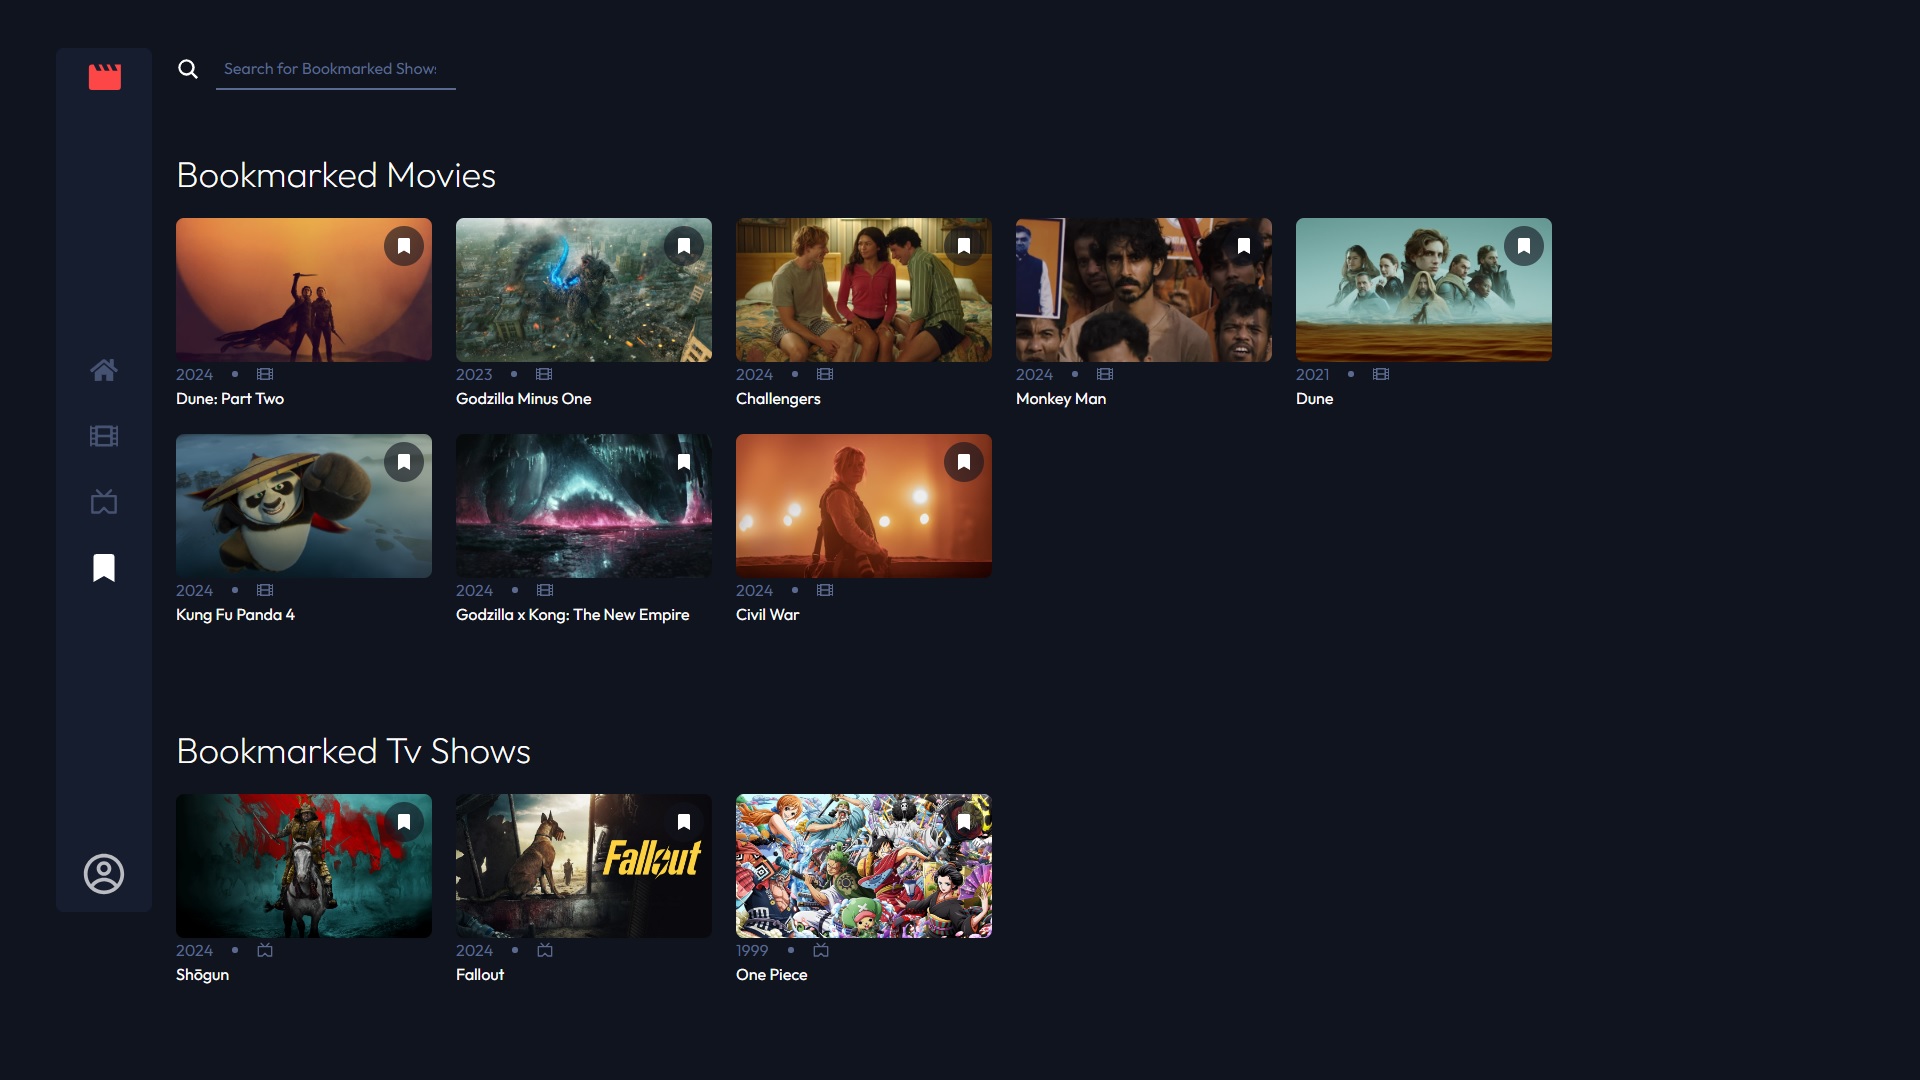 Search for Bookmarked Show
Bookmarked Movies
2024
Dune: Part Two
2023
Godzilla Minus One
2024
Challengers
2024
Monkey Man
2021
Dune
2024
Kung Fu Panda 4
2024
Godzilla x Kong: The New Empire
2024
Civil War
Bookmarked Tv Shows
Fallout
2024
Shōgun
2024
Fallout
1999
One Piece